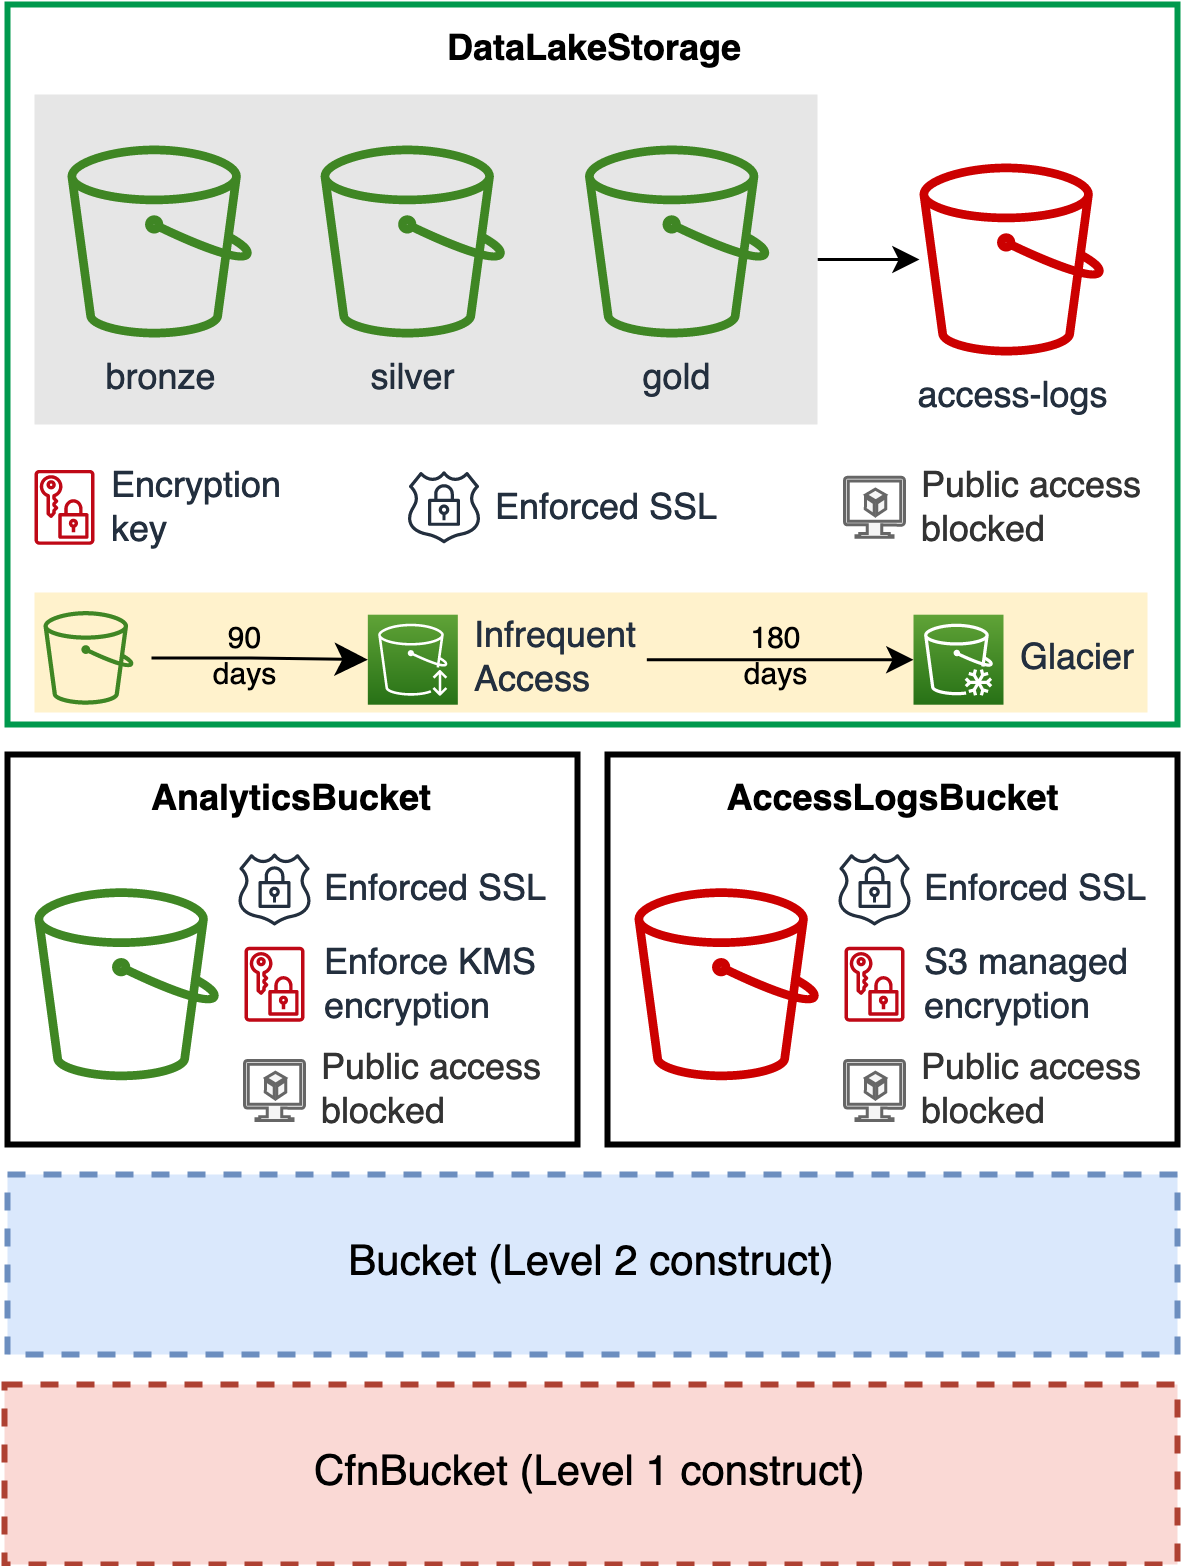 DataLakeStorage
bronze
silver
gold
access-logs
Encryption
key
Enforced SSL
Public access
blocked
90
days
Infrequent
Access
180
days
Glacier
AnalyticsBucket
Enforced SSL
Enforce KMS
encryption
Public access
blocked
AccessLogsBucket
Enforced SSL
S3 managed
encryption
Public access
blocked
Bucket (Level 2 construct)
CfnBucket (Level 1 construct)